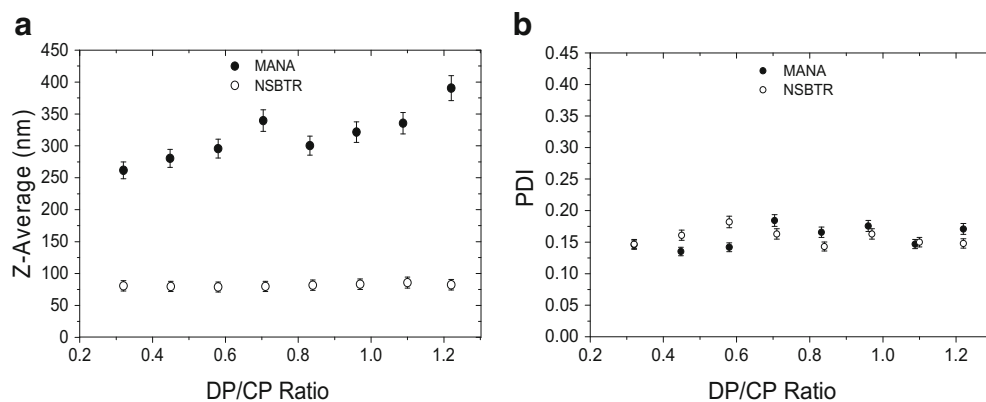 a
450
400
350
300
250
200
150
100
50
0
Z-Average (nm)
MANA
NSBTR
0.2 0.4 0.6 0.8 1.0 1.2
DP/CP Ratio
b
0.45
0.40
0.35
0.30
0.25
0.20
0.15
0.10
0.05
0.00
PDI
MANA
NSBTR
0.2 0.4 0.6 0.8 1.0 1.2
DP/CP Ratio